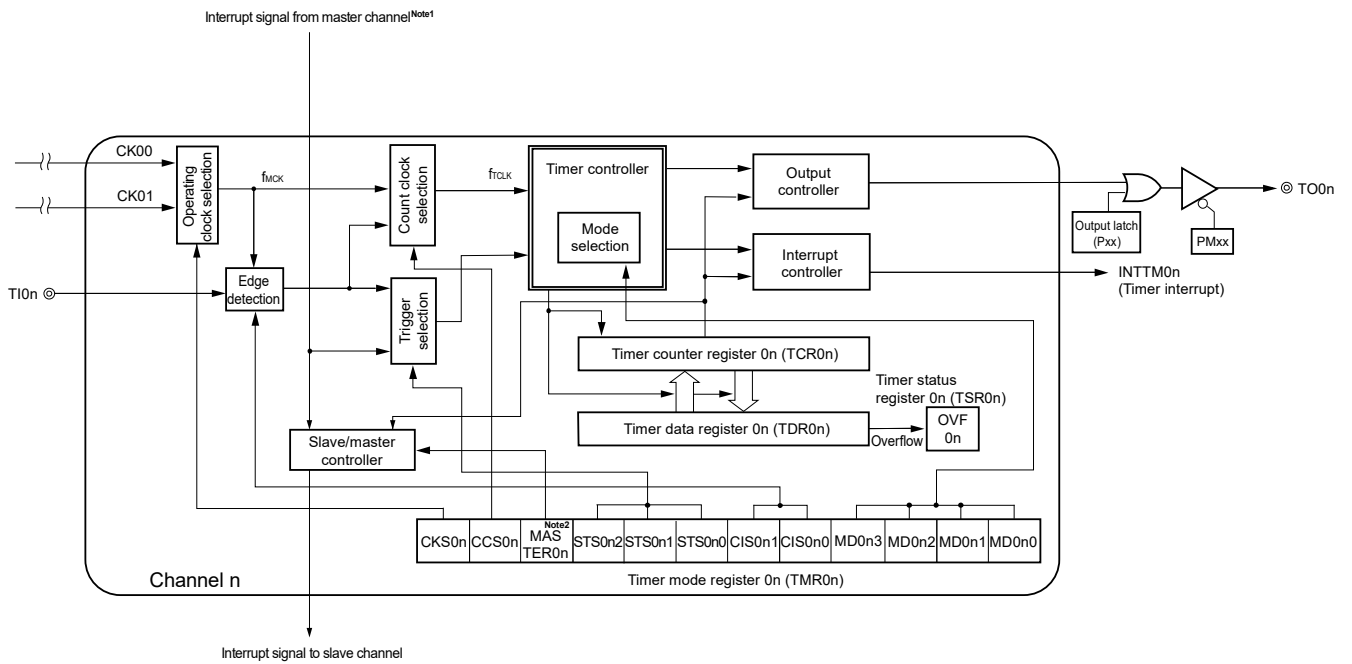 Interrupt signal from master channel Note1
CK00
CK01
Operating
clock selection
fMCK
Count clock
selection
fTCLK
Timer controller
Mode
selection
Output
controller
Interrupt
controller
Output latch
(Pxx)
PMxx
TO0n
INTTM0n
(Timer interrupt)
TI0n
Edge
detection
Trigger
selection
Timer counter register 0n (TCR0n)
Timer status
register 0n (TSR0n)
Timer data register 0n (TDR0n)
Overflow
OVF
0n
Slave/master
controller
CKS0n
CCS0n
Note2
MAS
TER0n
STS0n2
STS0n1
STS0n0
CIS0n1
CIS0n0
MD0n3
MD0n2
MD0n1
MD0n0
Channel n
Timer mode register 0n (TMR0n)
Interrupt signal to slave channel